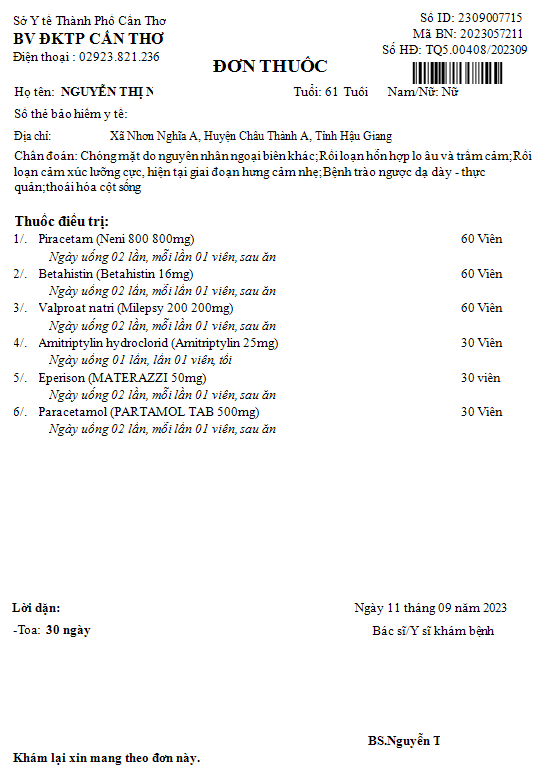 Sở Y tế Thành Phố Cần Thơ
BV ĐKTP CẦN THƠ
Điện thoại : 02923.821.236
Số ID: 2309007715
Mã BN: 2023057211
Số HĐ: TQ5.00408/202309
ĐƠN THUỐC
Họ tên: NGUYỄN THỊ N Tuổi: 61 Tuổi Nam/Nữ: Nữ
Số thẻ bảo hiểm y tế:
Địa chỉ: Xã Nhơn Nghĩa A, Huyện Châu Thành A, Tỉnh Hậu Giang
Chẩn đoán: Chóng mặt do nguyên nhân ngoại biên khác;Rối loạn hỗn hợp lo âu và trầm cảm;Rối
loạn cảm xúc lưỡng cực, hiện tại giai đoạn hưng cảm nhẹ;Bệnh trào ngược dạ dày - thực
quản;thoái hóa cột sống
Thuốc điều trị:
1/. Piracetam (Neni 800 800mg) 60 Viên
Ngày uống 02 lần, mỗi lần 01 viên, sau ăn
2/. Betahistin (Betahistin 16mg) 60 Viên
Ngày uống 02 lần, mỗi lần 01 viên, sau ăn
3/. Valproat natri (Milepsy 200 200mg) 60 Viên
Ngày uống 02 lần, mỗi lần 01 viên, sau ăn
4/. Amitriptylin hydroclorid (Amitriptylin 25mg) 30 Viên
Ngày uống 01 lần, lần 01 viên, tối
5/. Eperison (MATERAZZI 50mg) 30 viên
Ngày uống 02 lần, mỗi lần 01 viên, sau ăn
6/. Paracetamol (PARTAMOL TAB 500mg) 30 Viên
Ngày uống 02 lần, mỗi lần 01 viên, sau ăn
Lời dặn:
-Toa: 30 ngày
Ngày 11 tháng 09 năm 2023
Bác sĩ/Y sĩ khám bệnh
BS.Nguyễn T
Khám lại xin mang theo đơn này.